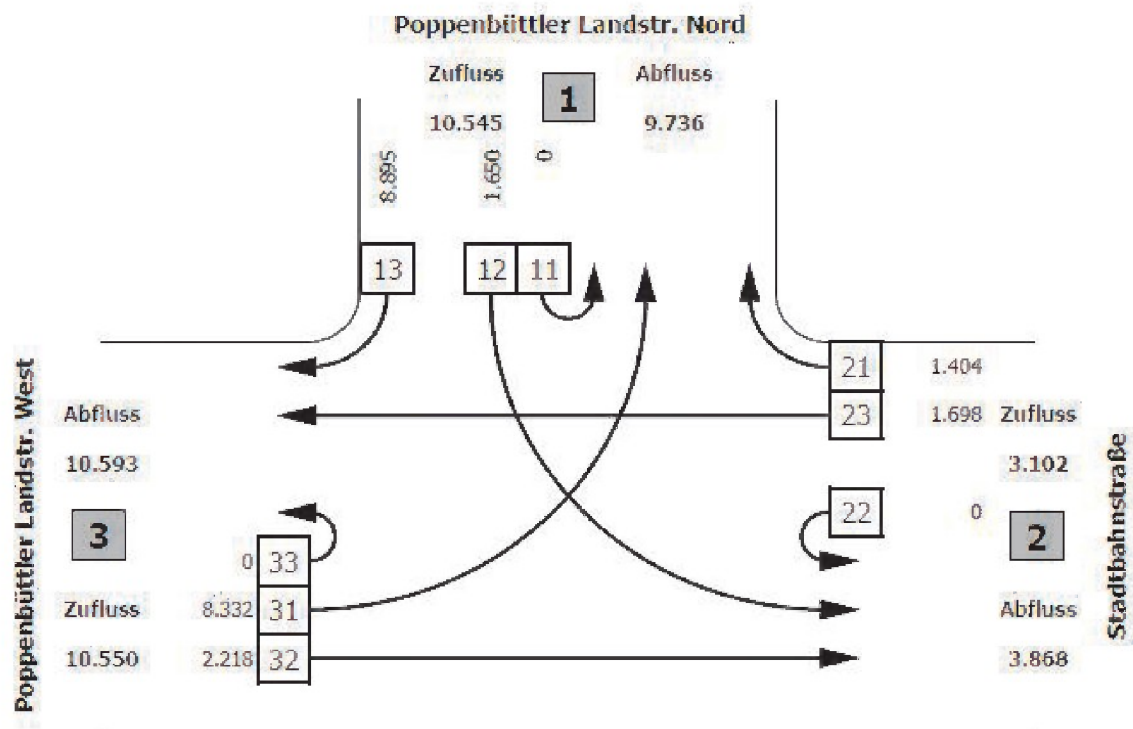 Poppenbüttler Landstr. Nord
Zufluss 1 Abfluss
10.545 9.736
8.895 1.650 0
13 12 11
21 1.404
Abfluss 23 1.698 Zufluss
10.593 3.102
Poppenbüttler Landstr. West
Stadtbahnstraße
3 22 0 2
0 33
Zufluss 8.332 31 Abfluss
10.550 2.218 32 3.868